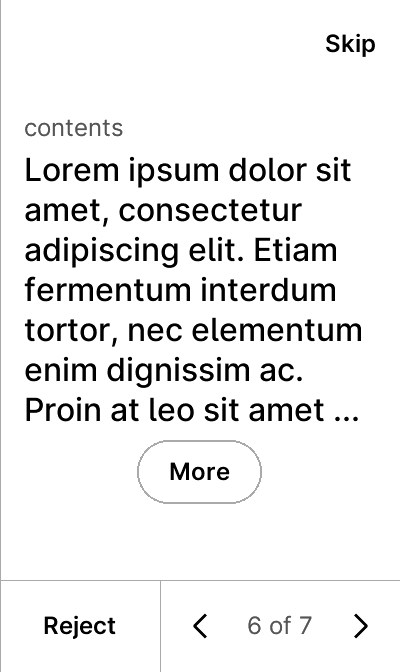 Skip
contents
Lorem ipsum dolor sit
amet, consectetur
adipiscing elit. Etiam
fermentum interdum
tortor, nec elementum
enim dignissim ac.
Proin at leo sit amet ...
More
Reject
6 of 7